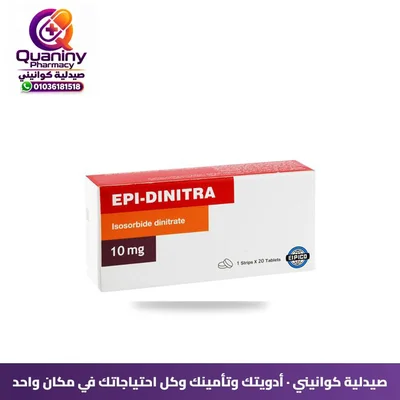 Quaniny
Pharmacy
صيدلية كوانيني
01036181518
EPI-DINITRA
Isosorbide dinitrate
10 mg
1 Strips X 20 Tablets
EIPICO
صيدلية كوانيني - أدويتك وتأمينك وكل احتياجاتك في مكان واحد